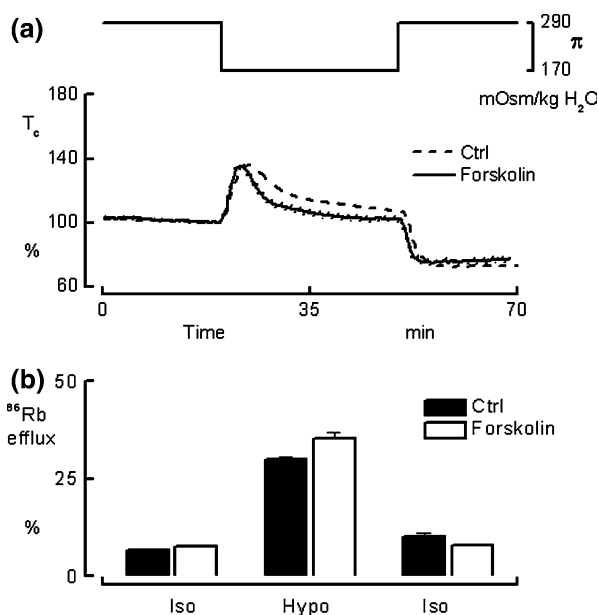 (a)
290
π
170
mOsm/kg H2O
180
Tc
140
100
%
60
Ctrl
Forskolin
0 35 70
Time min
(b)
50
86Rb
efflux
25
%
0
Ctrl
Forskolin
Iso Hypo Iso